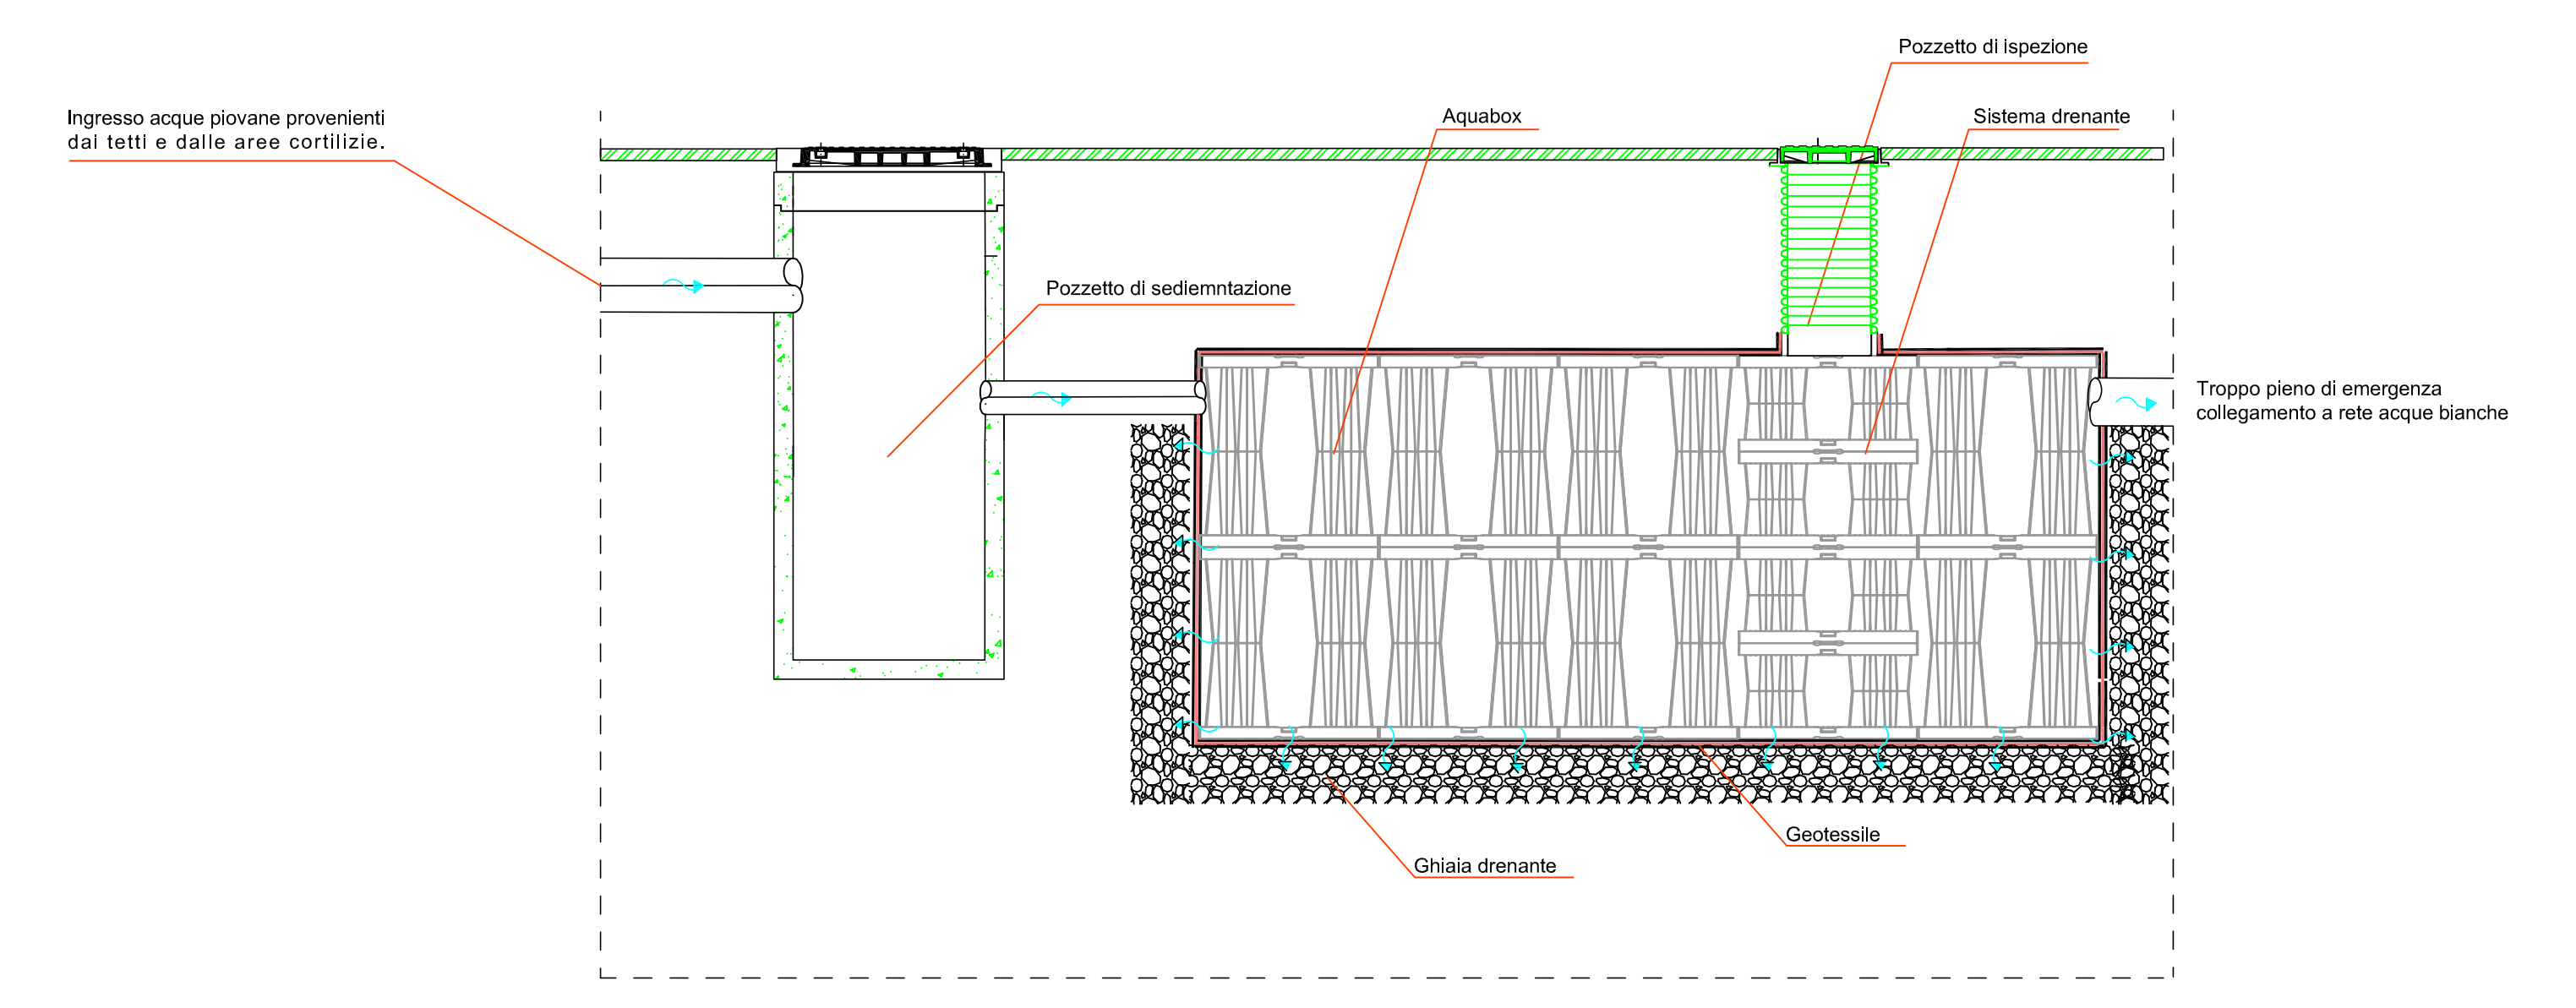 Pozzetto di ispezione
Ingresso acque piovane provenienti
dai tetti e dalle aree cortilizie.
Aquabox
Sistema drenante
Pozzetto di sediemntazione
Troppo pieno di emergenza
collegamento a rete acque bianche
Geotessile
Ghiaia drenante